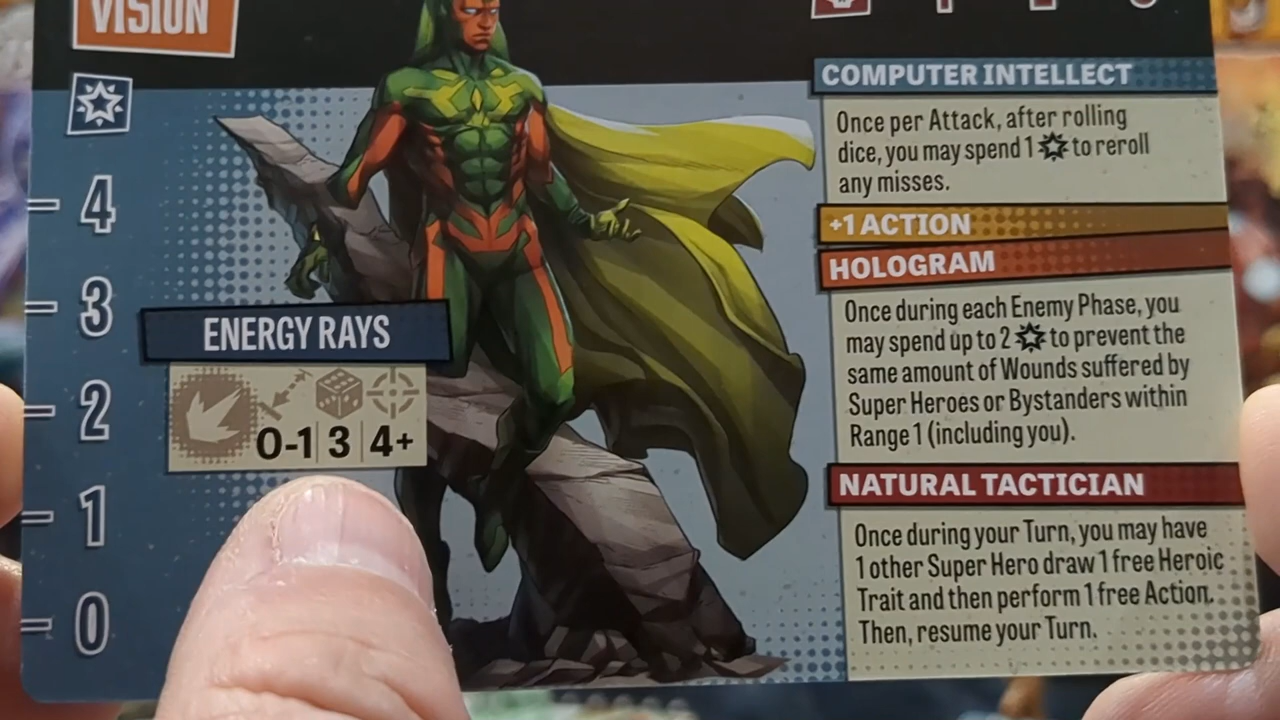 VISION
COMPUTER INTELLECT
Once per Attack, after rolling
dice, you may spend 1 to reroll
any misses.
+1 ACTION
HOLOGRAM
Once during each Enemy Phase, you
may spend up to 2 to prevent the
same amount of Wounds suffered by
Super Heroes or Bystanders within
Range 1 (including you).
NATURAL TACTICIAN
Once during your Turn, you may have
1 other Super Hero draw 1 free Heroic
Trait and then perform 1 free Action.
Then, resume your Turn.
4
3
2
1
0
ENERGY RAYS
0-1 3 4+